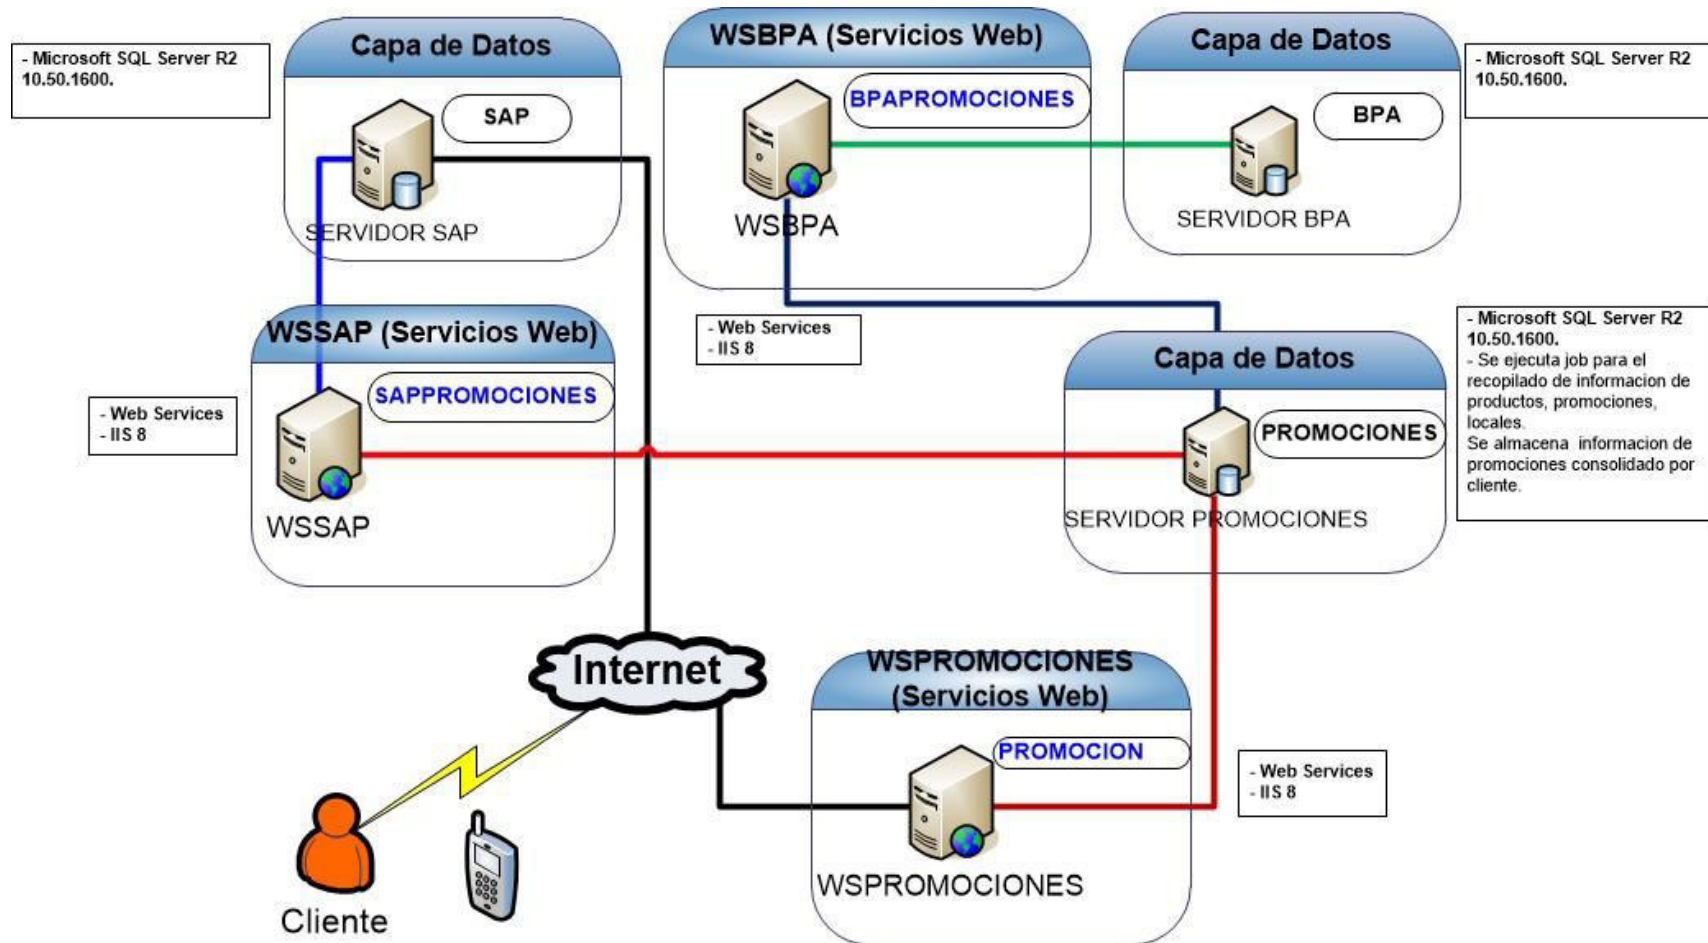 Capa de Datos
WSBPA (Servicios Web)
Capa de Datos
- Microsoft SQL Server R2
10.50.1600.
- Microsoft SQL Server R2
10.50.1600.
SAP
BPAPROMOCIONES
BPA
SERVIDOR SAP
WSBPA
SERVIDOR BPA
WSSAP (Servicios Web)
- Web Services
- IIS 8
Capa de Datos
- Microsoft SQL Server R2
10.50.1600.
- Se ejecuta job para el
recopilado de informacion de
productos, promociones,
locales.
Se almacena informacion de
promociones consolidado por
cliente.
SAPPROMOCIONES
- Web Services
- IIS 8
PROMOCIONES
WSSAP
SERVIDOR PROMOCIONES
Internet
WSPROMOCIONES
(Servicios Web)
PROMOCION
- Web Services
- IIS 8
WSPROMOCIONES
Cliente